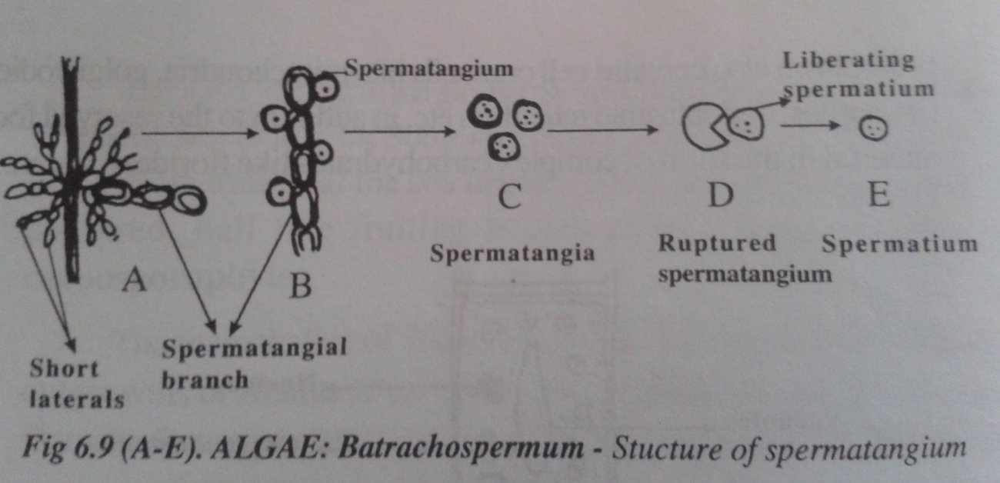 Spermatangium
Liberating
spermatium
A
B
C
D
E
Spermatangia
Ruptured
spermatangium
Spermatium
Short
laterals
Spermatangial
branch
Fig 6.9 (A-E). ALGAE: Batrachospermum - Stucture of spermatangium